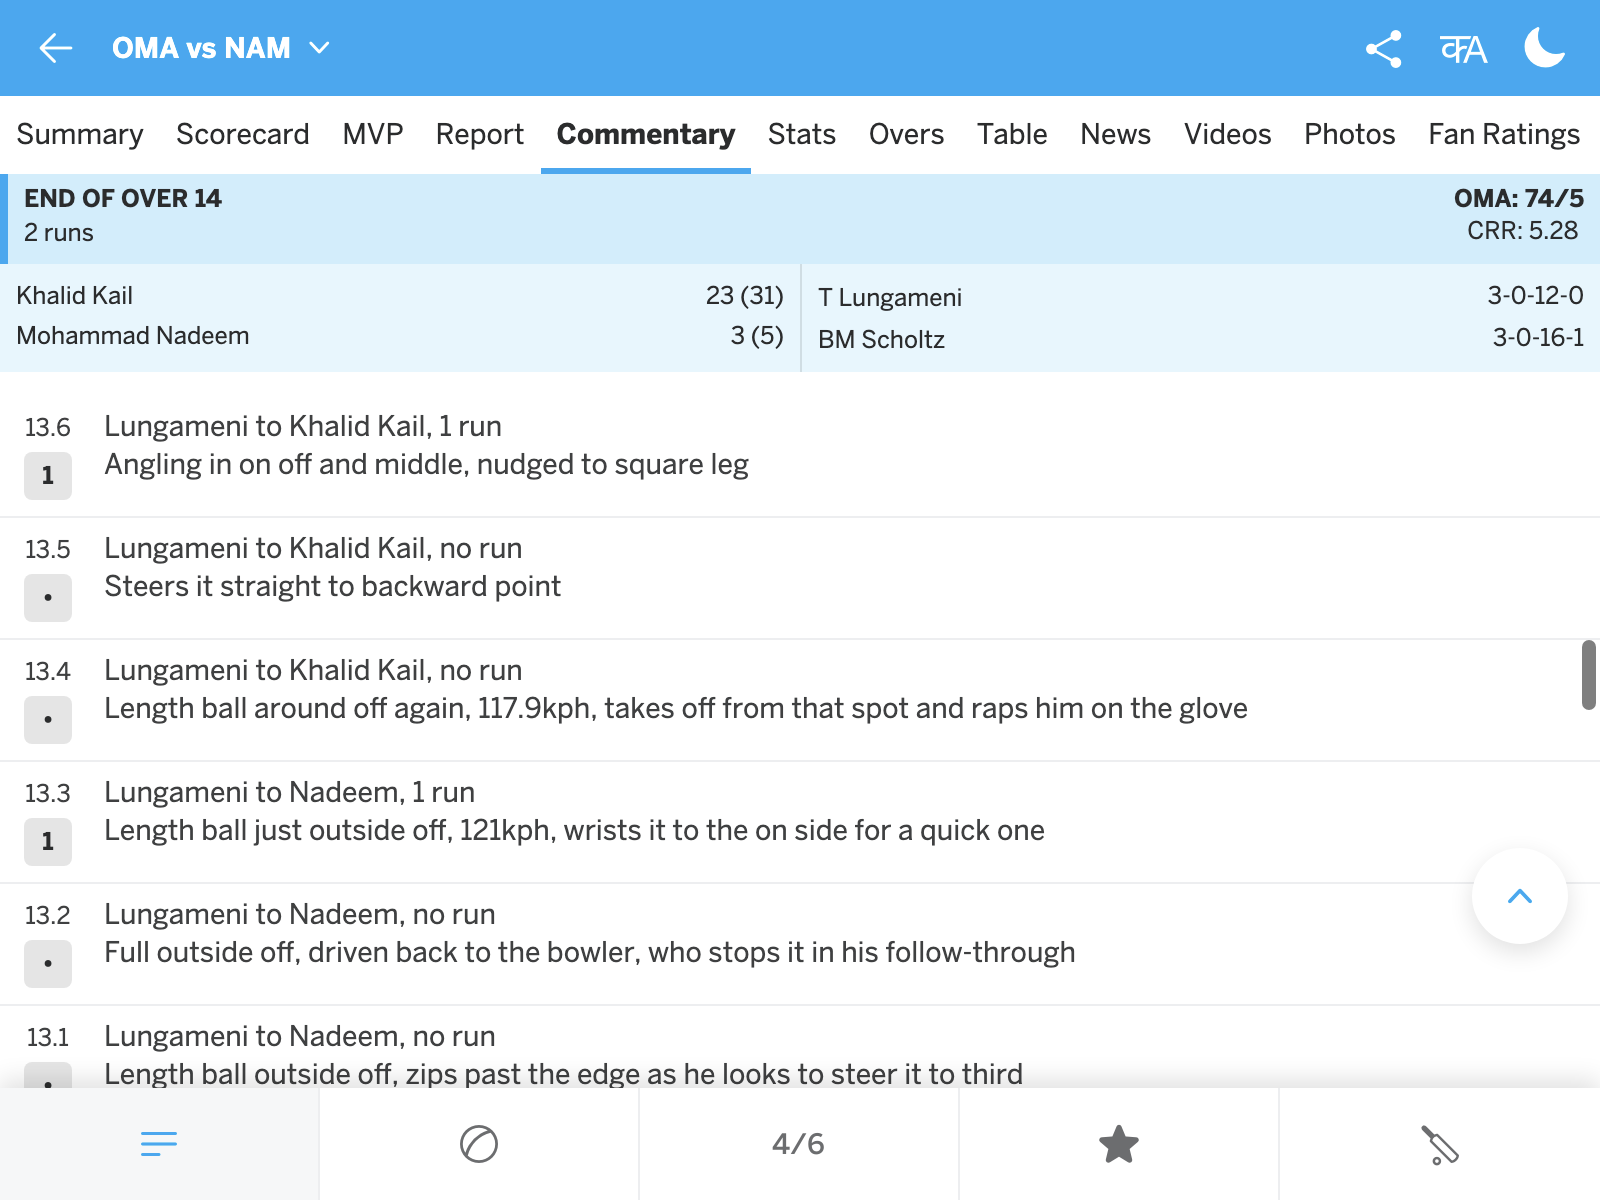 OMA vs NAM
क A
Summary Scorecard MVP Report Commentary Stats Overs Table News Videos Photos Fan Ratings
END OF OVER 14 OMA: 74/5
2 runs CRR: 5.28
Khalid Kail 23 (31) T Lungameni 3-0-12-0
Mohammad Nadeem 3 (5) BM Scholtz 3-0-16-1
13.6 Lungameni to Khalid Kail, 1 run
1 Angling in on off and middle, nudged to square leg
13.5 Lungameni to Khalid Kail, no run
• Steers it straight to backward point
13.4 Lungameni to Khalid Kail, no run
• Length ball around off again, 117.9kph, takes off from that spot and raps him on the glove
13.3 Lungameni to Nadeem, 1 run
1 Length ball just outside off, 121kph, wrists it to the on side for a quick one
13.2 Lungameni to Nadeem, no run
• Full outside off, driven back to the bowler, who stops it in his follow-through
13.1 Lungameni to Nadeem, no run
• Length ball outside off, zips past the edge as he looks to steer it to third
4/6